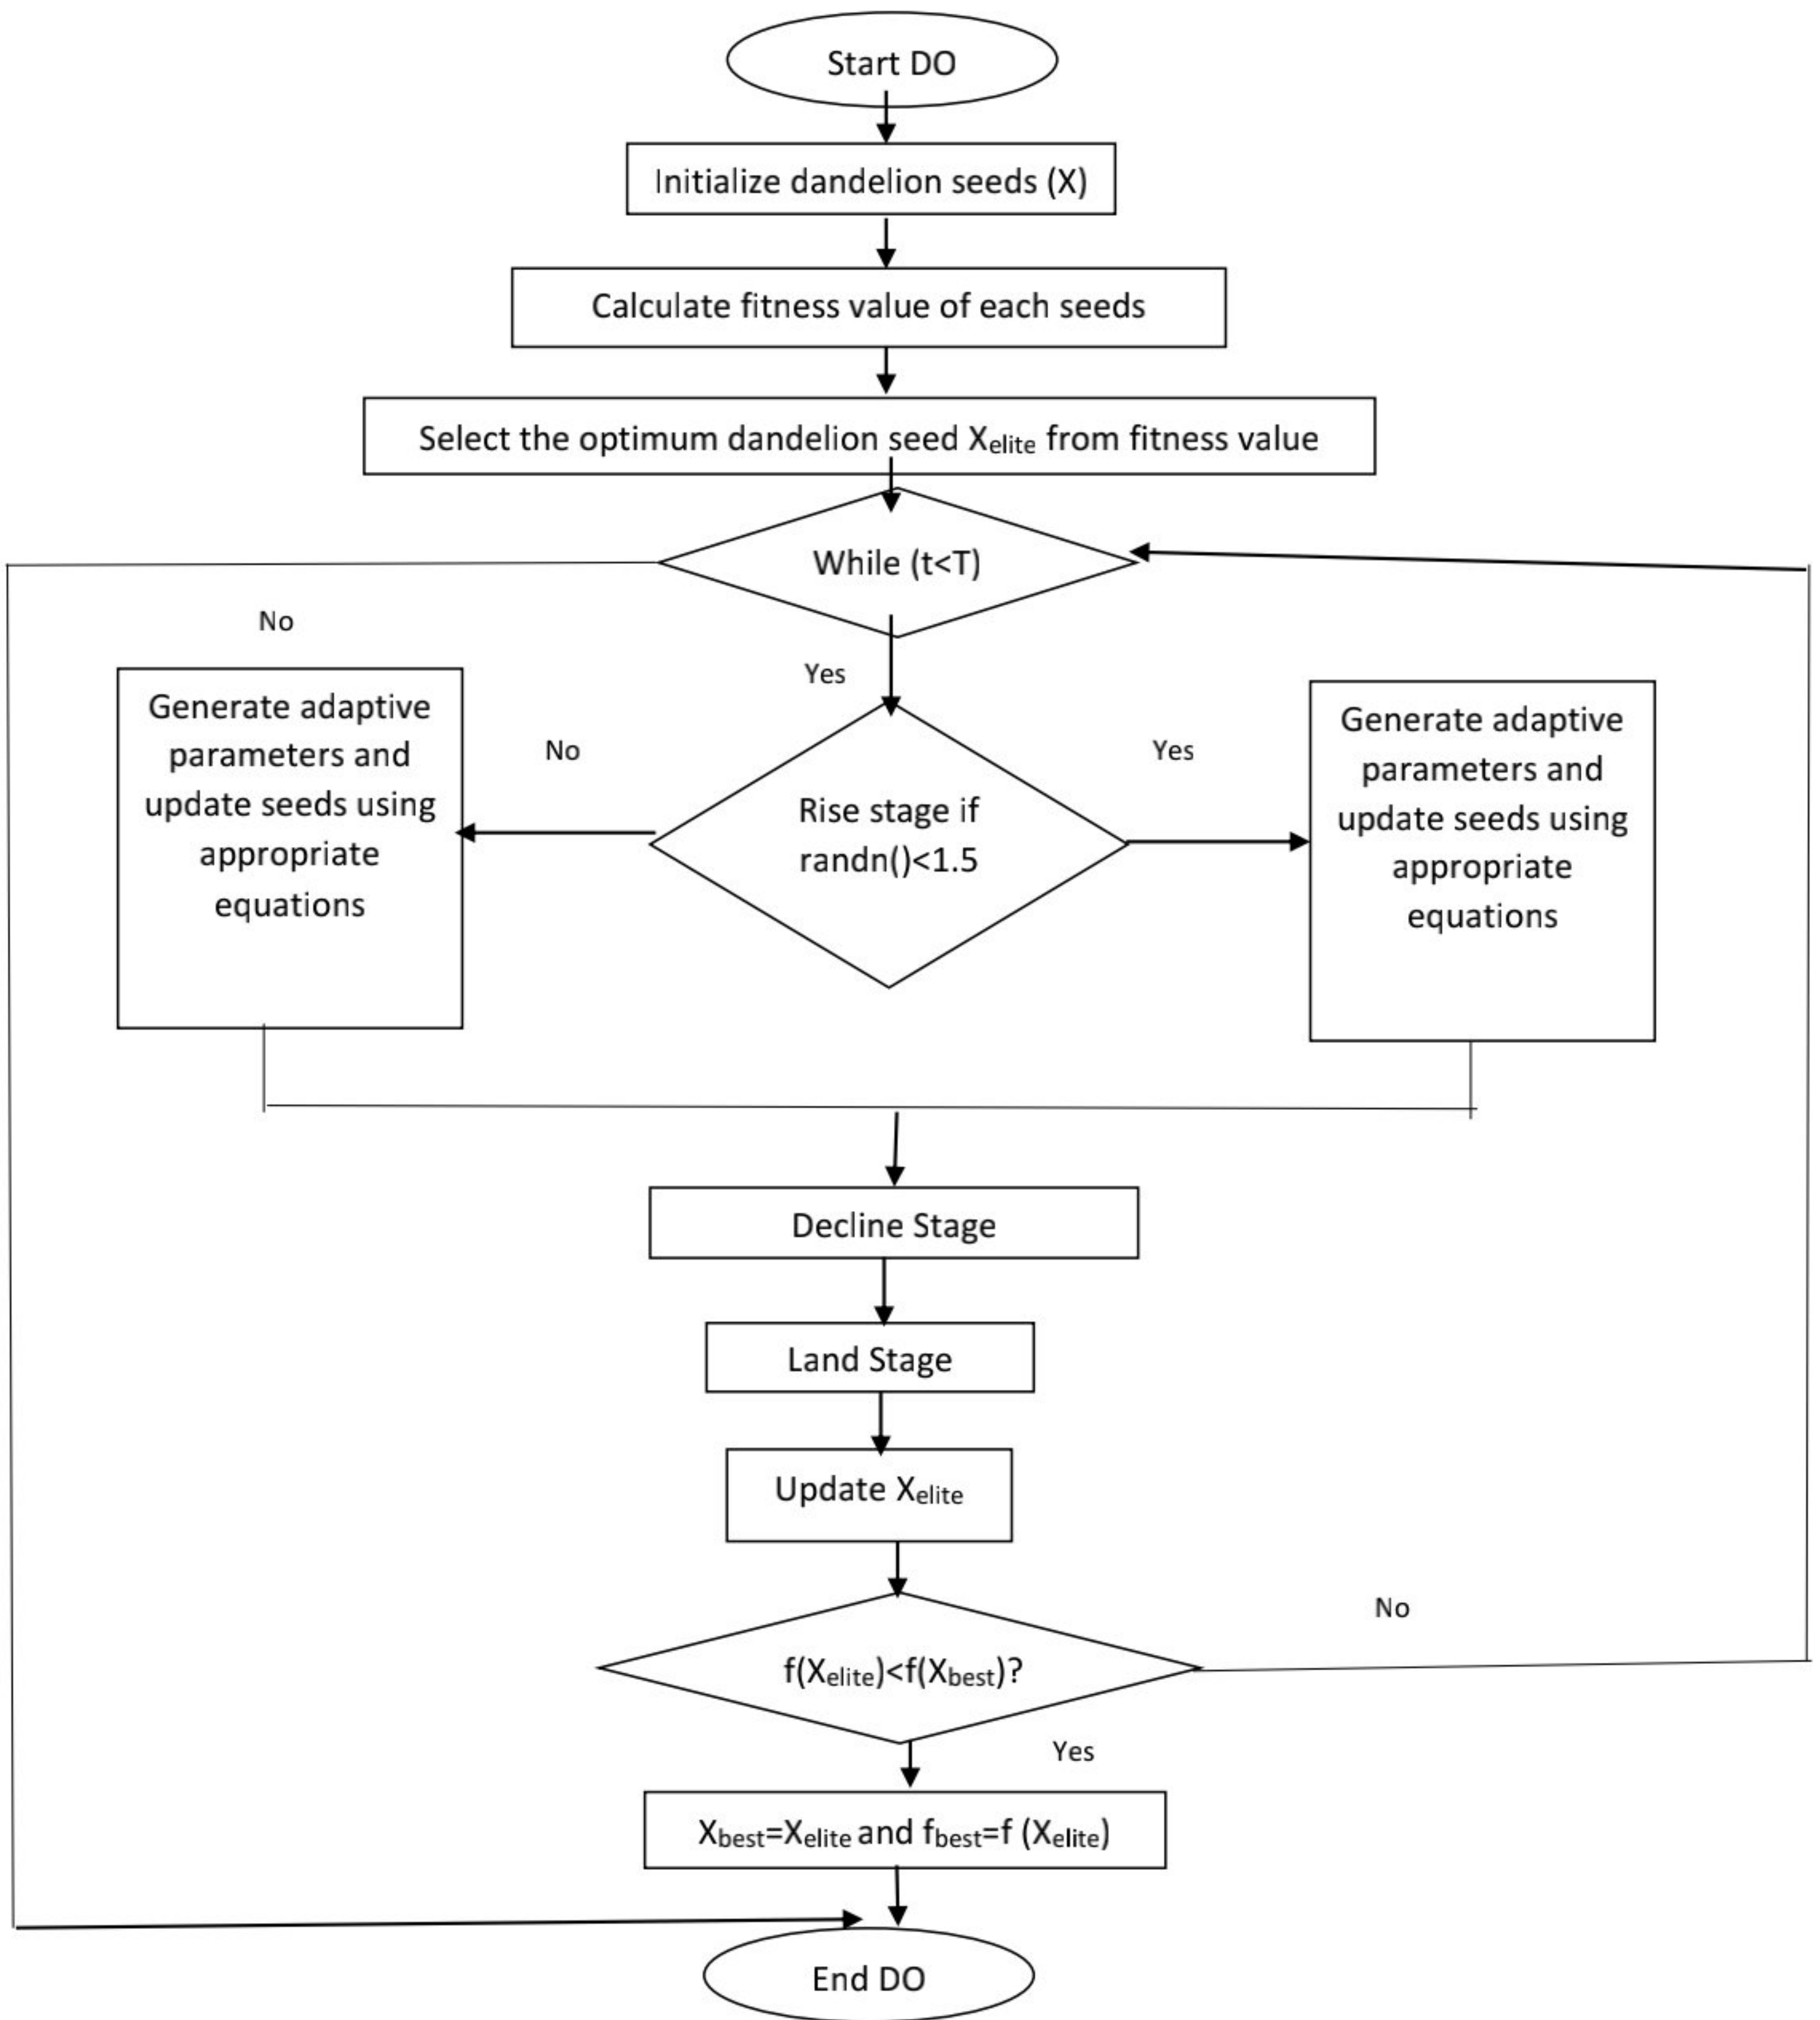 Start DO
Initialize dandelion seeds (X)
Calculate fitness value of each seeds
Select the optimum dandelion seed Xelite from fitness value
While (t<T)
No
Yes
Generate adaptive
parameters and
update seeds using
appropriate
equations
No
Rise stage if
randn()<1.5
Yes
Generate adaptive
parameters and
update seeds using
appropriate
equations
Decline Stage
Land Stage
Update Xelite
f(Xelite)<f(Xbest)?
No
Yes
Xbest=Xelite and fbest=f (Xelite)
End DO